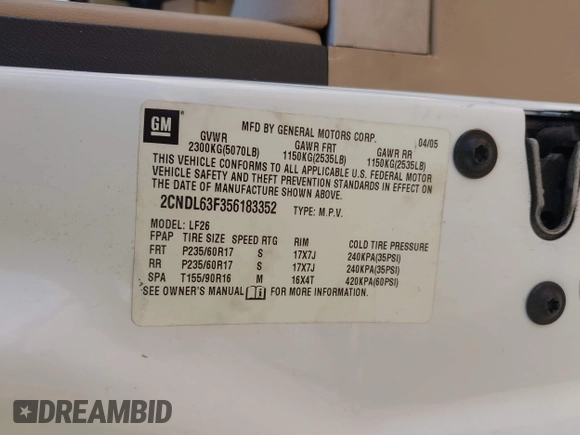 GM
MFD BY GENERAL MOTORS CORP. 04/05
GVWR GAWR FRT GAWR RR
2300KG(5070LB) 1150KG(2535LB) 1150KG(2535LB)
THIS VEHICLE CONFORMS TO ALL APPLICABLE U.S. FEDERAL MOTOR
VEHICLE SAFETY AND THEFT PREVENTION STANDARDS IN EFFECT ON
THE DATE OF MANUFACTURE SHOWN ABOVE.
2CNDL63F356183352 TYPE: M.P.V.
MODEL: LF26
FPAP TIRE SIZE SPEED RTG RIM COLD TIRE PRESSURE
FRT P235/60R17 S 17X7J 240KPA(35PSI)
RR P235/60R17 S 17X7J 240KPA(35PSI)
SPA T155/90R16 M 16X4T 420KPA(60PSI)
SEE OWNER'S MANUAL FOR MORE INFORMATION.
DREAMBID